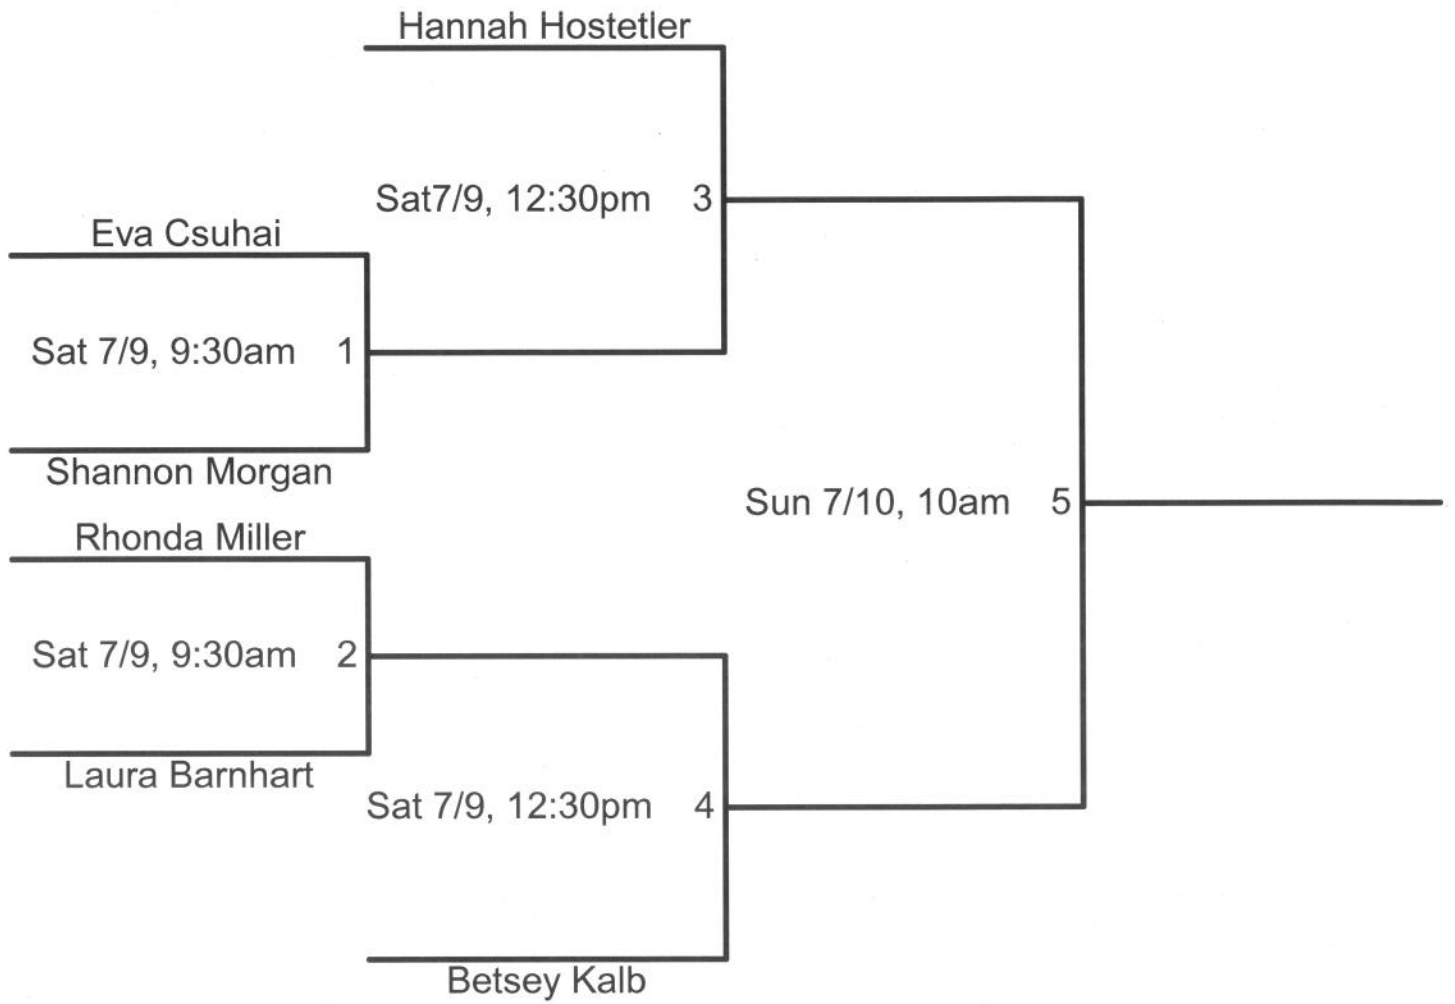 Hannah Hostetler
Sat7/9, 12:30pm 3
Eva Csuhai
Sat 7/9, 9:30am 1
Shannon Morgan
Sun 7/10, 10am 5
Rhonda Miller
Sat 7/9, 9:30am 2
Laura Barnhart
Sat 7/9, 12:30pm 4
Betsey Kalb